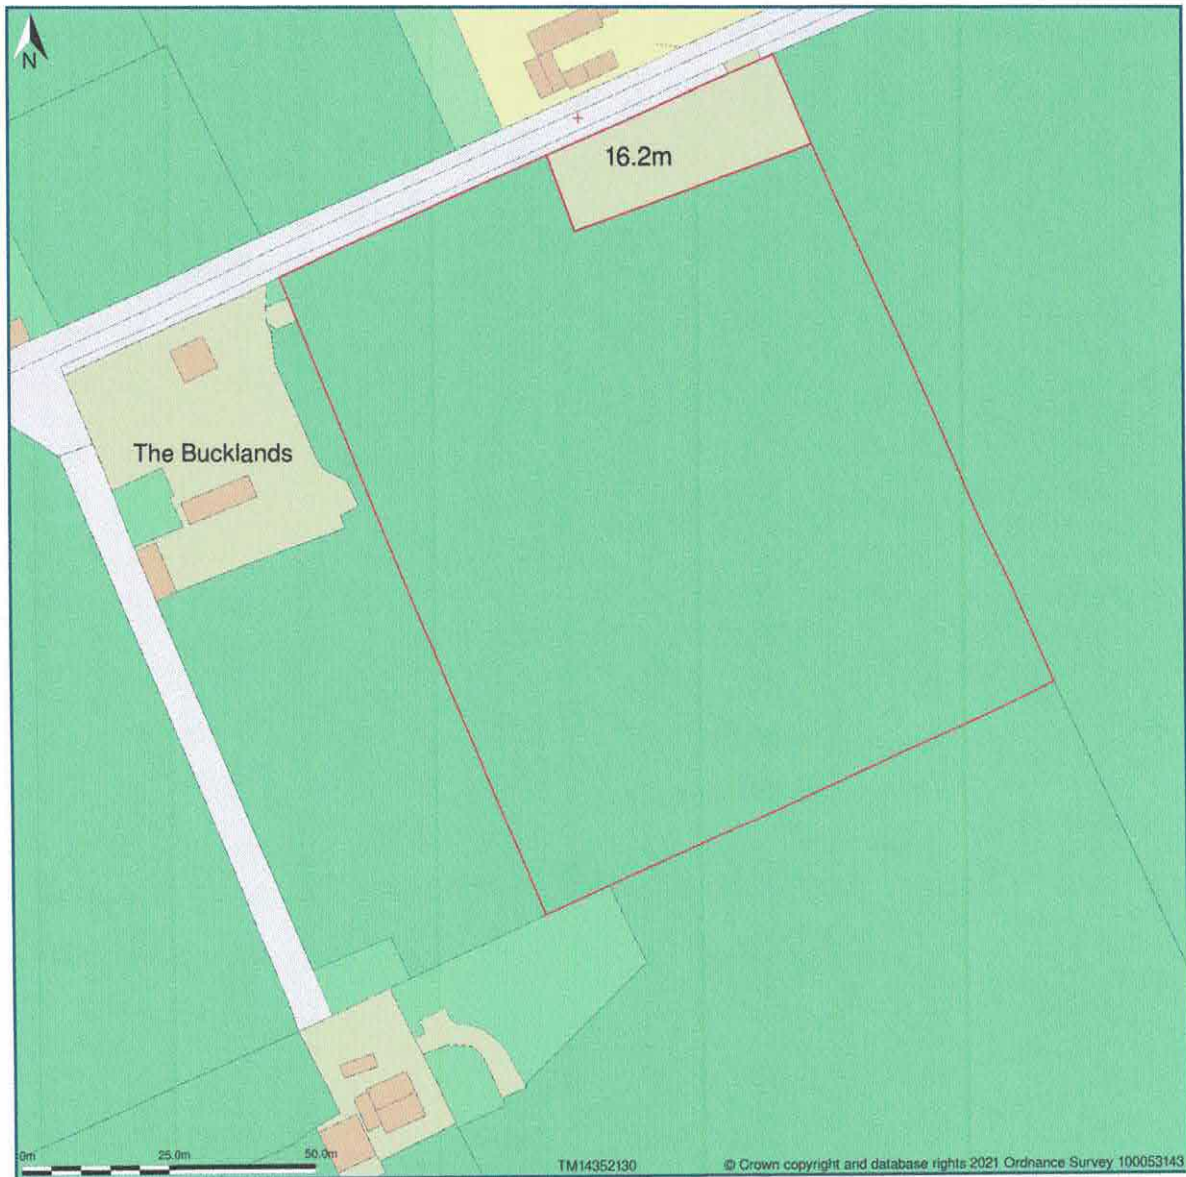 N
16.2m
The Bucklands
0m 25.0m 50.0m
TM14352130
© Crown copyright and database rights 2021 Ordnance Survey 100053143